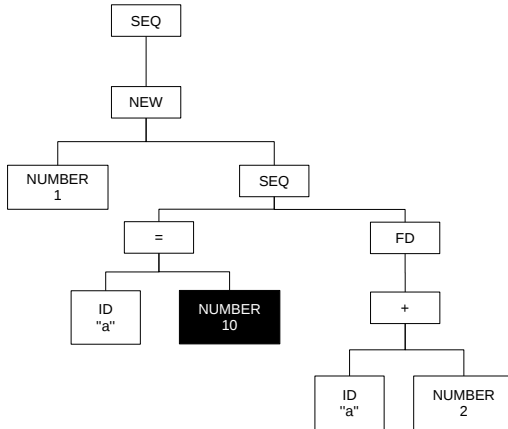 SEQ
NEW
NUMBER
1
SEQ
=
FD
ID
"a"
NUMBER
10
+
ID
"a"
NUMBER
2